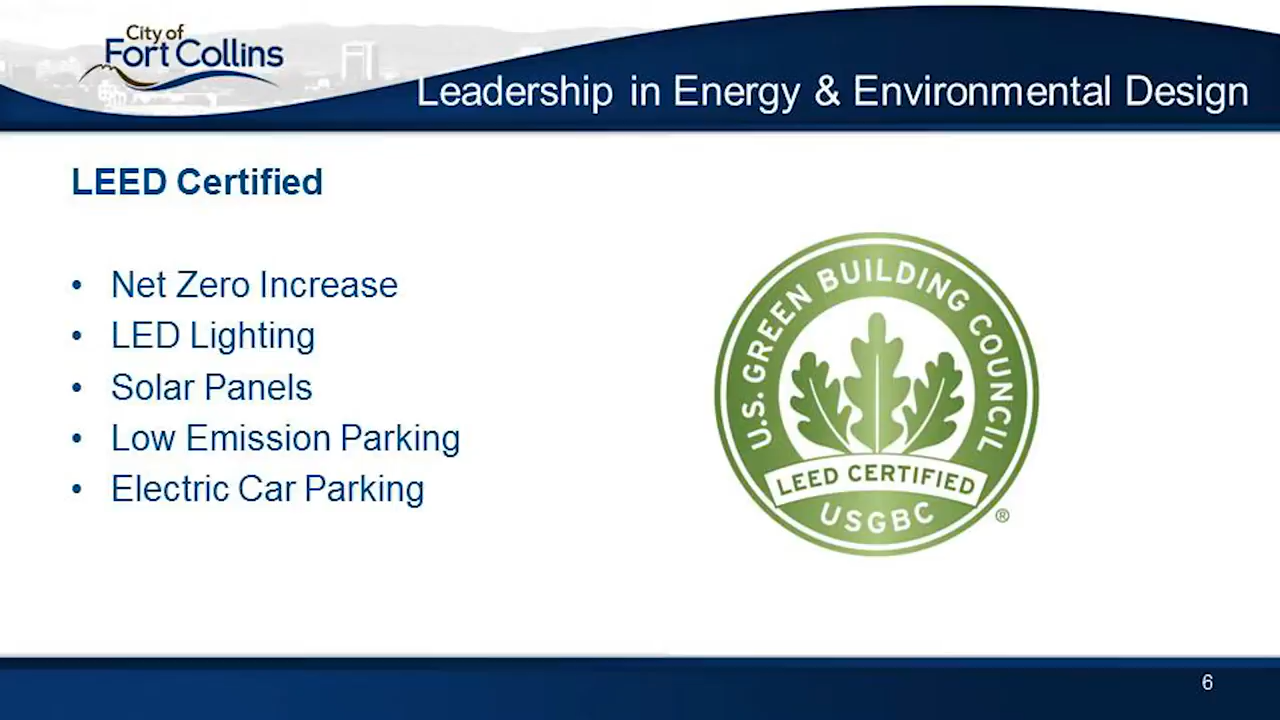 City of
Fort Collins
Leadership in Energy & Environmental Design
LEED Certified
• Net Zero Increase
• LED Lighting
• Solar Panels
• Low Emission Parking
• Electric Car Parking
U.S. GREEN BUILDING COUNCIL
LEED CERTIFIED
USGBC
®
6